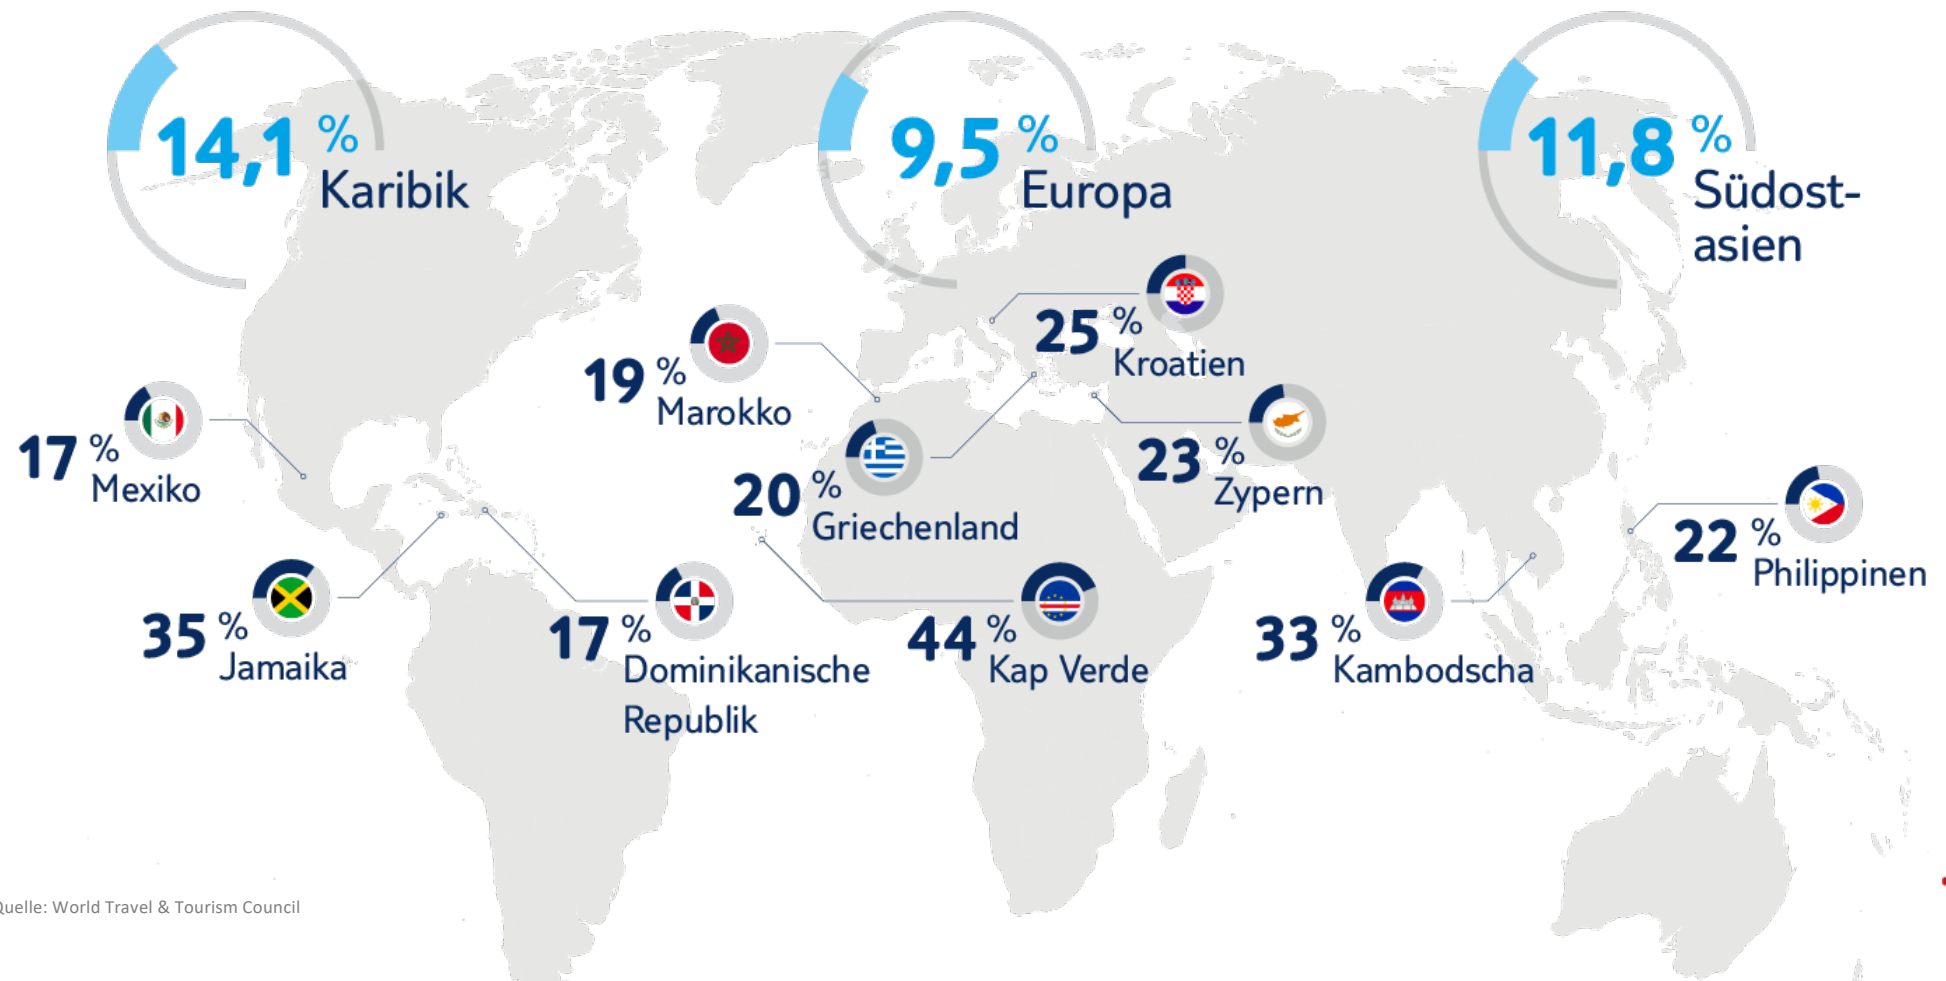 14,1 %
Karibik
9,5 %
Europa
11,8 %
Südost-
asien
25 %
Kroatien
19 %
Marokko
17 %
Mexiko
20 %
Griechenland
23 %
Zypern
22 %
Philippinen
35 %
Jamaika
17 %
Dominikanische
Republik
44 %
Kap Verde
33 %
Kambodscha
Quelle: World Travel & Tourism Council